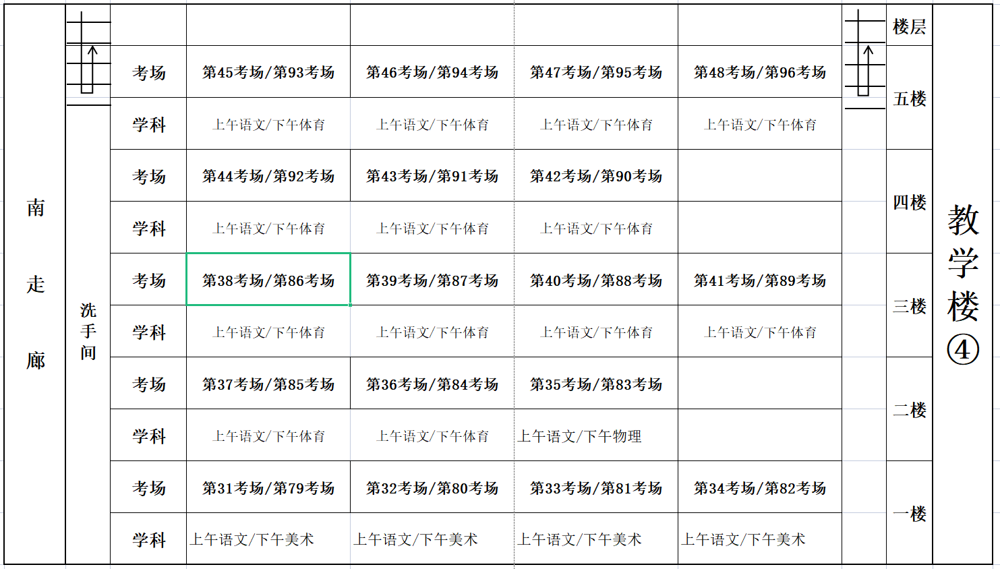 楼层
考场 第45考场/第93考场 第46考场/第94考场 第47考场/第95考场 第48考场/第96考场
五楼
学科 上午语文/下午体育 上午语文/下午体育 上午语文/下午体育 上午语文/下午体育
考场 第44考场/第92考场 第43考场/第91考场 第42考场/第90考场
四楼
学科 上午语文/下午体育 上午语文/下午体育 上午语文/下午体育
考场 第38考场/第86考场 第39考场/第87考场 第40考场/第88考场 第41考场/第89考场
三楼
学科 上午语文/下午体育 上午语文/下午体育 上午语文/下午体育 上午语文/下午体育
考场 第37考场/第85考场 第36考场/第84考场 第35考场/第83考场
二楼
学科 上午语文/下午体育 上午语文/下午体育 上午语文/下午物理
考场 第31考场/第79考场 第32考场/第80考场 第33考场/第81考场 第34考场/第82考场
一楼
学科 上午语文/下午美术 上午语文/下午美术 上午语文/下午美术 上午语文/下午美术
南走廊
洗手间
教学楼④